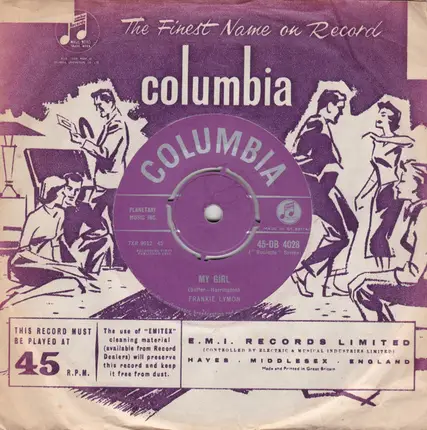 The Finest Name on Record
columbia
COLUMBIA
PLANETARY
MUSIC INC.
45-DB 4028
MY GIRL
FRANKIE LYMON
THIS RECORD MUST
BE PLAYED AT
45
R.P.M.
The use of "EMITEX"
cleaning material
(available from Record
Dealers) will preserve
this record and keep
it free from dust.
E.M.I. RECORDS LIMITED
(CONTROLLED BY ELECTRIC & MUSICAL INDUSTRIES LIMITED)
HAYES · MIDDLESEX · ENGLAND
Made and Printed in Great Britain